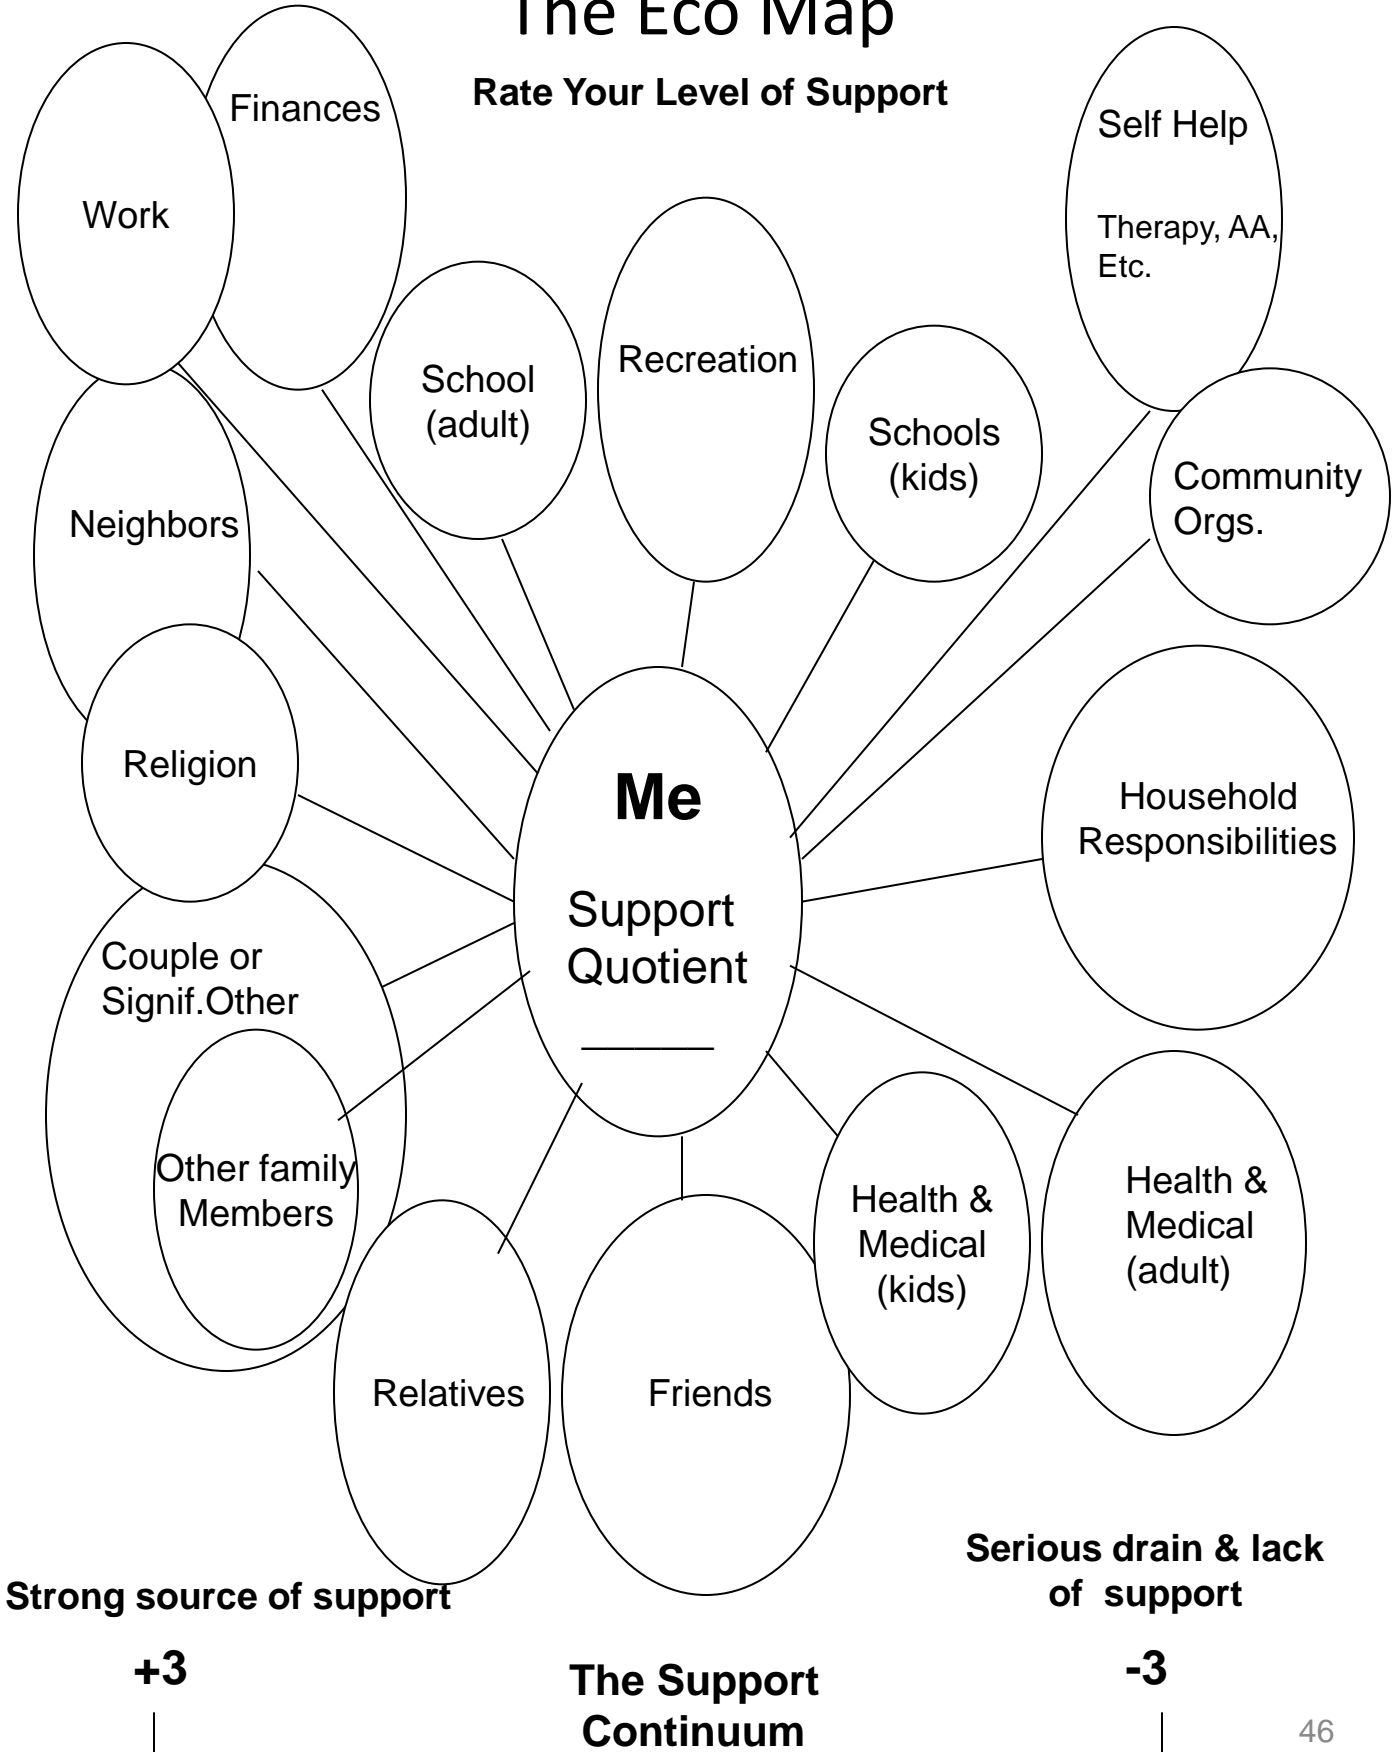 The Eco Map
Rate Your Level of Support
Finances
Work
Self Help
Therapy, AA,
Etc.
School
(adult)
Recreation
Schools
(kids)
Community
Orgs.
Neighbors
Religion
Me
Support
Quotient
_____
Household
Responsibilities
Couple or
Signif.Other
Other family
Members
Health &
Medical
(kids)
Health &
Medical
(adult)
Relatives
Friends
Strong source of support
Serious drain & lack
of support
+3
-3
The Support
Continuum
46